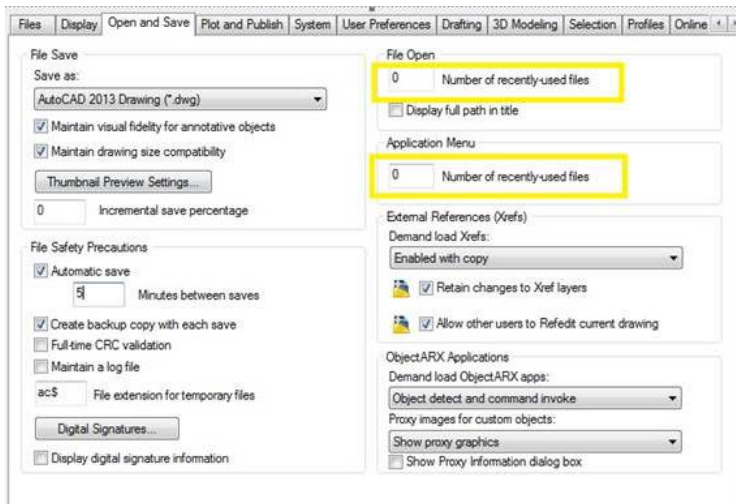 Files Display Open and Save Plot and Publish System User Preferences Drafting 3D Modeling Selection Profiles Online
File Save
Save as:
AutoCAD 2013 Drawing (*.dwg)
Maintain visual fidelity for annotative objects
Maintain drawing size compatibility
Thumbnail Preview Settings...
0 Incremental save percentage
File Safety Precautions
Automatic save
5 Minutes between saves
Create backup copy with each save
Full-time CRC validation
Maintain a log file
ac$ File extension for temporary files
Digital Signatures...
Display digital signature information
File Open
0 Number of recently-used files
Display full path in title
Application Menu
0 Number of recently-used files
External References (Xrefs)
Demand load Xrefs:
Enabled with copy
Retain changes to Xref layers
Allow other users to Refedit current drawing
ObjectARX Applications
Demand load ObjectARX apps:
Object detect and command invoke
Proxy images for custom objects:
Show proxy graphics
Show Proxy Information dialog box